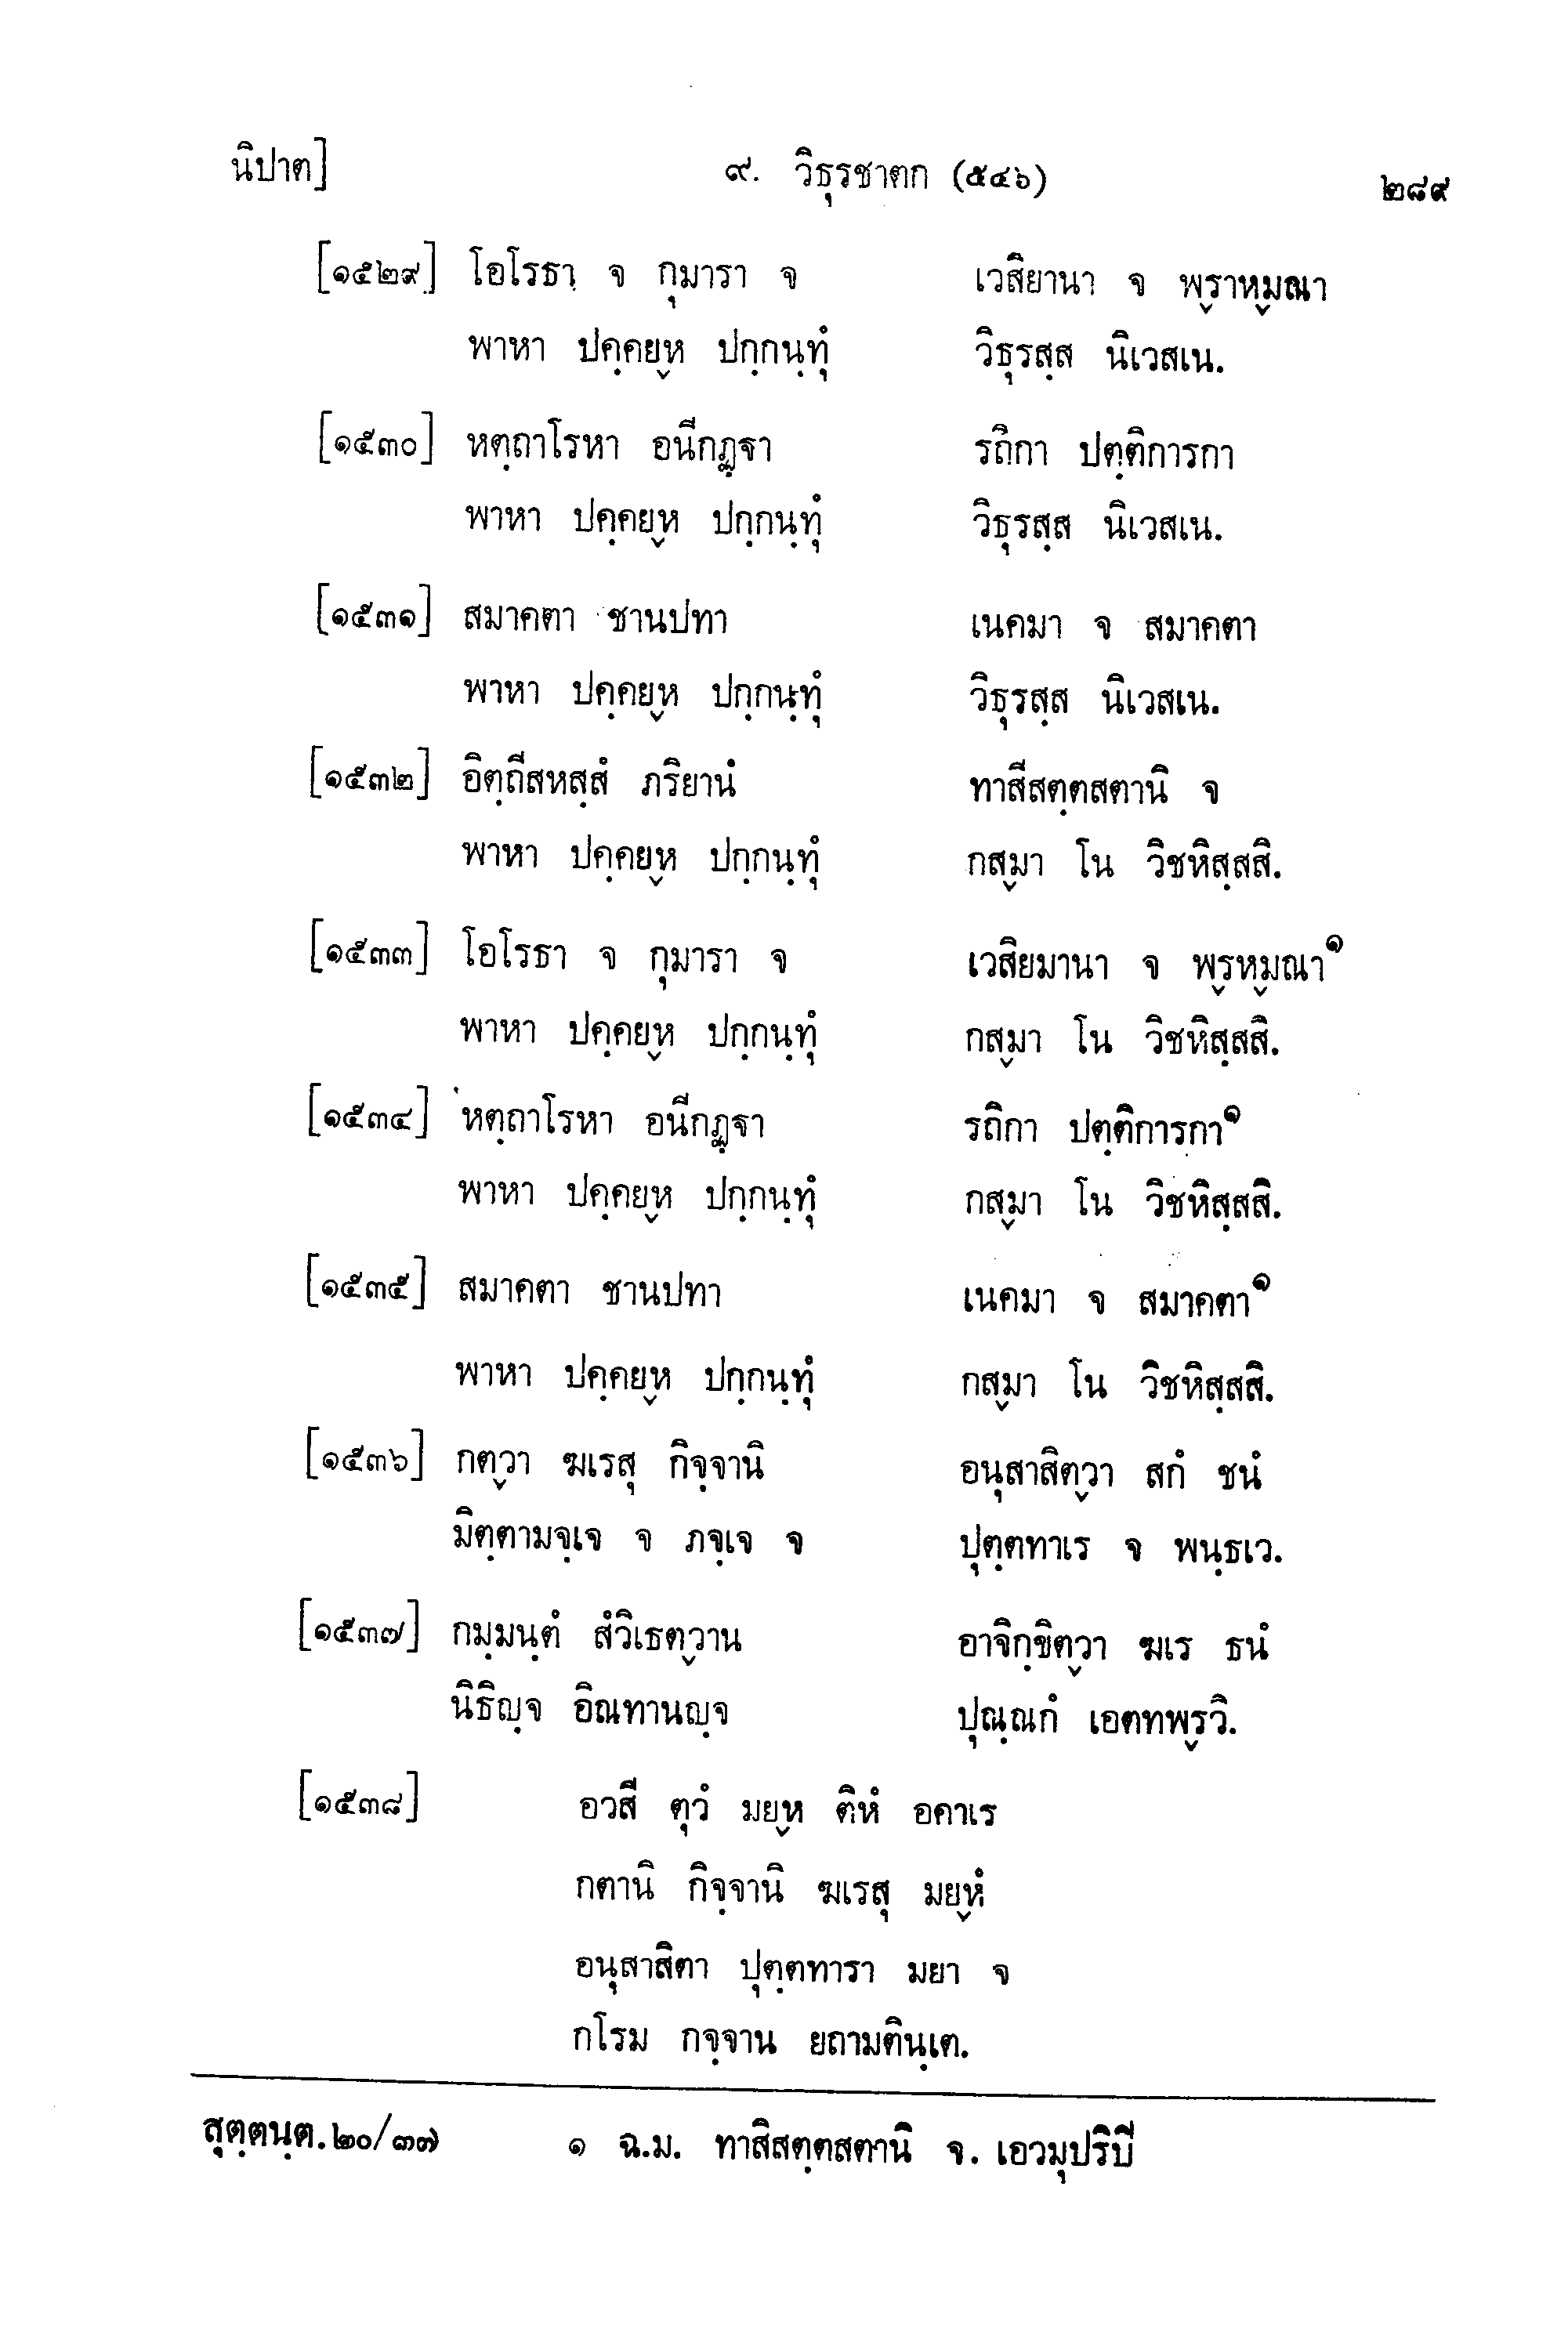 นิปาต] ๙. วิธุรชาตก (๕๔๖) ๒๘๙
[๑๕๒๙] โอโรธา จ กุมารา จ เวสิยานา จ พฺราหฺมณา
พาหา ปคฺคยฺห ปกฺกนฺทุํ วิธุรสฺส นิเวสเน.
[๑๕๓๐] หตฺถาโรหา อนีกฏฺฐา รถิกา ปตฺติการกา
พาหา ปคฺคยฺห ปกฺกนฺทุํ วิธุรสฺส นิเวสเน.
[๑๕๓๑] สมาคตา ชานปทา เนคมา จ สมาคตา
พาหา ปคฺคยฺห ปกฺกนฺทุํ วิธุรสฺส นิเวสเน.
[๑๕๓๒] อิตฺถีสหสฺสํ ภริยานํ ทาสีสตฺตสตานิ จ
พาหา ปคฺคยฺห ปกฺกนฺทุํ กสฺมา โน วิชหิสฺสสิ.
[๑๕๓๓] โอโรธา จ กุมารา จ เวสิยมานา จ พฺรหฺมณา๑
พาหา ปคฺคยฺห ปกฺกนฺทุํ กสฺมา โน วิชหิสฺสสิ.
[๑๕๓๔] หตฺถาโรหา อนีกฏฺฐา รถิกา ปตฺติการกา๑
พาหา ปคฺคยฺห ปกฺกนฺทุํ กสฺมา โน วิชหิสฺสสิ.
[๑๕๓๕] สมาคตา ชานปทา เนคมา จ สมาคตา๑
พาหา ปคฺคยฺห ปกฺกนฺทุํ กสฺมา โน วิชหิสฺสสิ.
[๑๕๓๖] กตฺวา ฆเรสุ กิจฺจานิ อนุสาสิตฺวา สกํ ชนํ
มิตฺตามจฺเจ จ ภจฺเจ จ ปุตฺตทาเร จ พนฺธเว.
[๑๕๓๗] กมฺมนฺตํ สํวิเธตฺวาน อาจิกฺขิตฺวา ฆเร ธนํ
นิธิญฺจ อิณทานญฺจ ปุณฺณกํ เอตทพฺรวิ.
[๑๕๓๘] อวสี ตุวํ มยฺห ติหํ อคาเร
กตานิ กิจฺจานิ ฆเรสุ มยฺหํ
อนุสาสิตา ปุตฺตทารา มยา จ
กโรม กจฺจาน ยถามตินฺเต.
สุตฺตนฺต.๒๐/๓๗ ๑ ฉ.ม. ทาสิสตฺตสตานิ จ. เอวมุปริปี